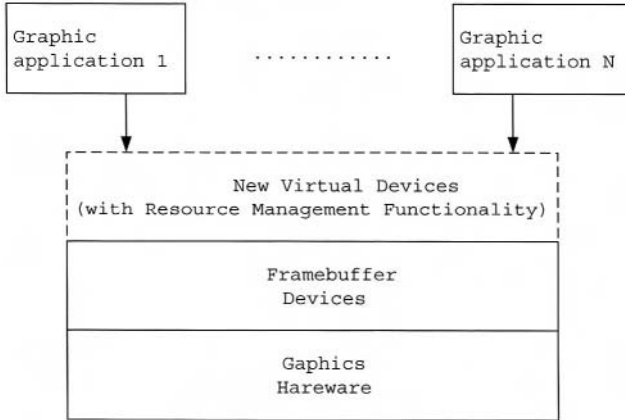 Graphic
application 1
............
Graphic
application N
New Virtual Devices
(with Resource Management Functionality)
Framebuffer
Devices
Gaphics
Hareware